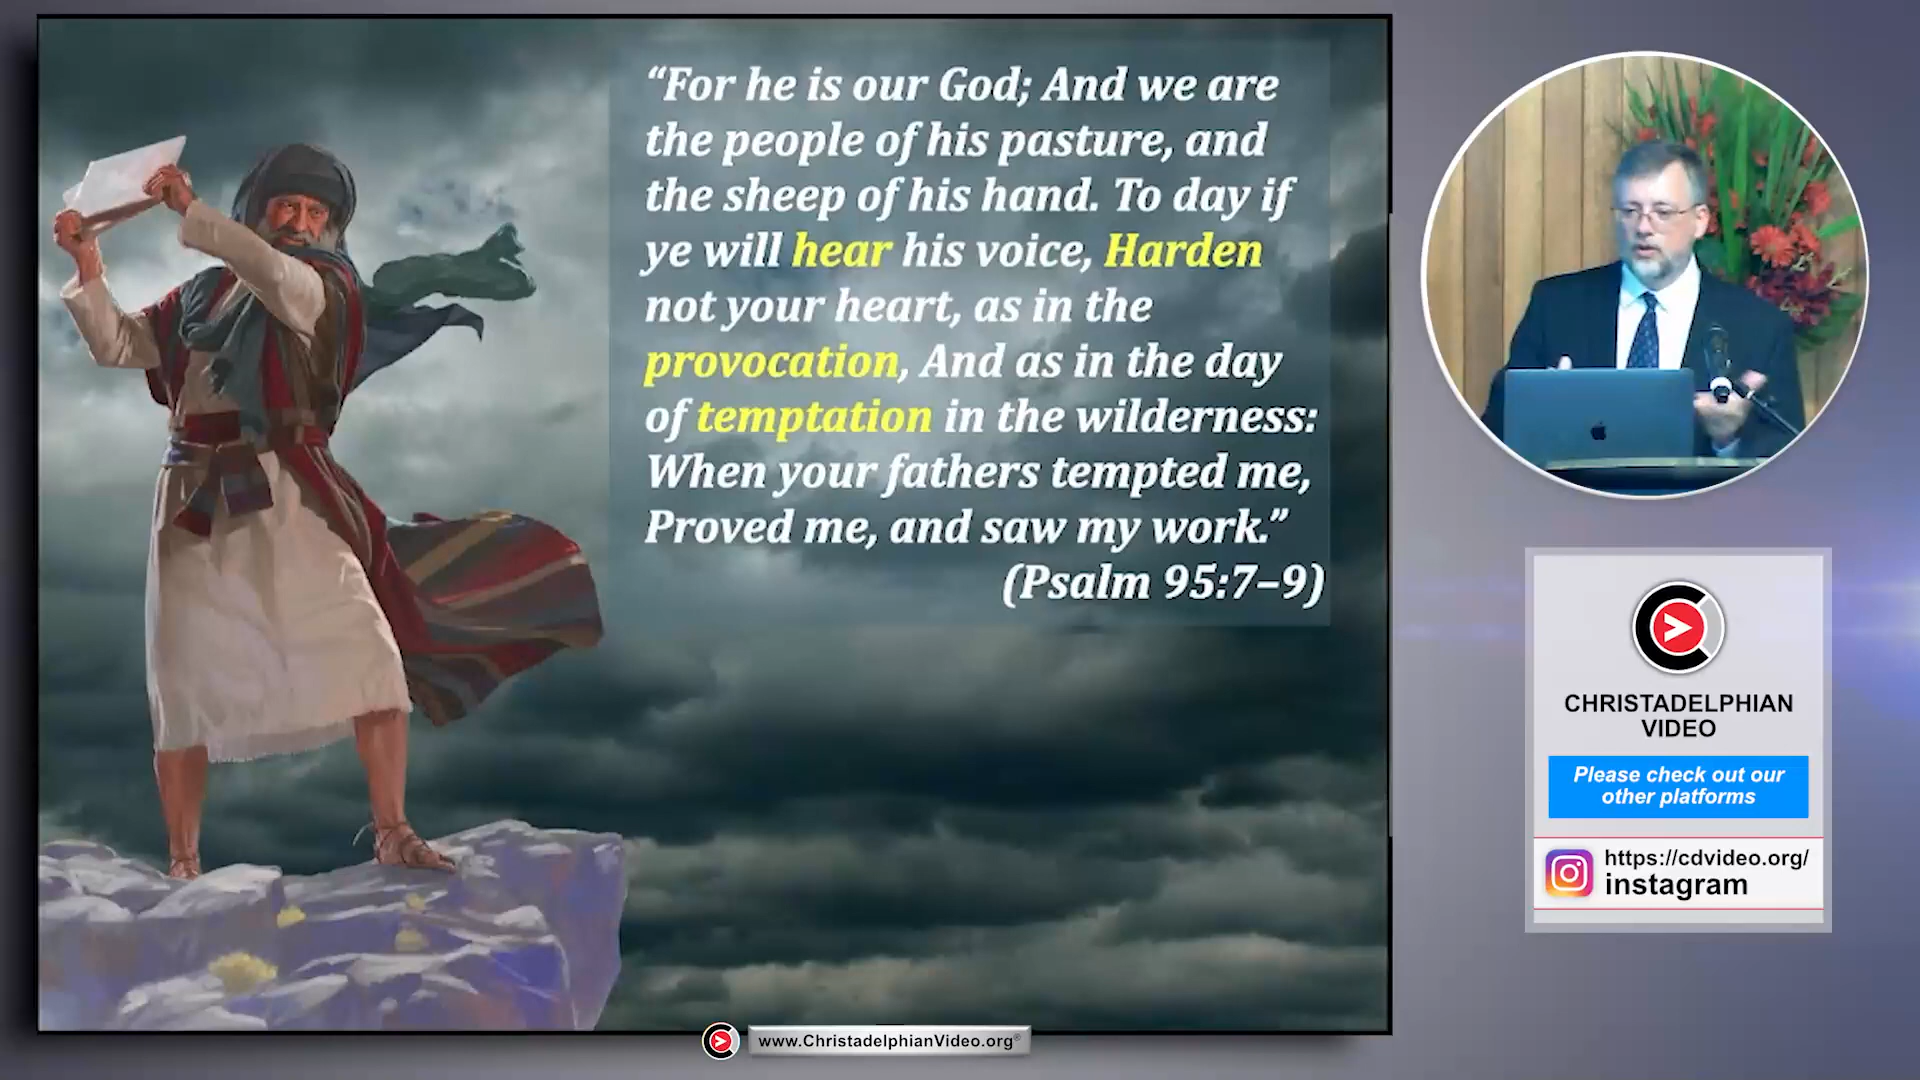 “For he is our God; And we are
the people of his pasture, and
the sheep of his hand. To day if
ye will hear his voice, Harden
not your heart, as in the
provocation, And as in the day
of temptation in the wilderness:
When your fathers tempted me,
Proved me, and saw my work.”
(Psalm 95:7–9)
CHRISTADELPHIAN
VIDEO
Please check out our
other platforms
https://cdvideo.org/
instagram
www.ChristadelphianVideo.org®